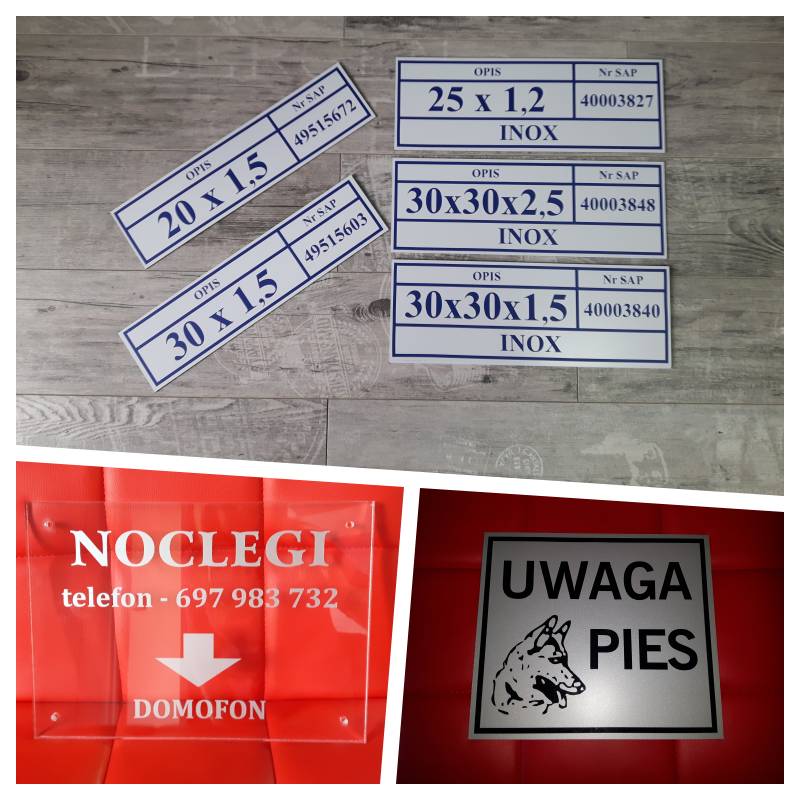 OPIS Nr SAP
20 x 1,5 49515672
OPIS Nr SAP
30 x 1,5 49515603
OPIS Nr SAP
25 x 1,2 40003827
INOX
OPIS Nr SAP
30x30x2,5 40003848
INOX
OPIS Nr SAP
30x30x1,5 40003840
INOX
NOCLEGI
telefon - 697 983 732
DOMOFON
UWAGA
PIES